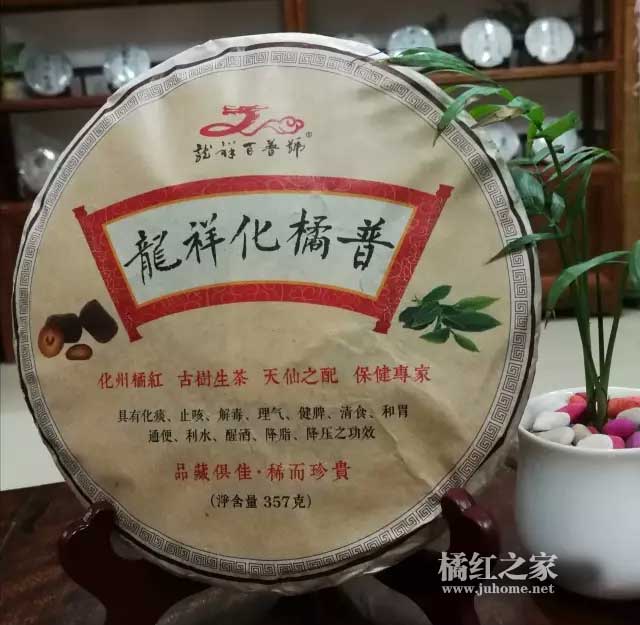 龍祥百普號®
龍祥化橘普
化州橘紅 古樹生茶 天仙之配 保健專家
具有化痰、止咳、解毒、理气、健脾、清食、和胃
通便、利水、醒酒、降脂、降压之功效
品藏俱佳·稀而珍貴
(淨含量 357克)
橘红之家
www.juhome.net